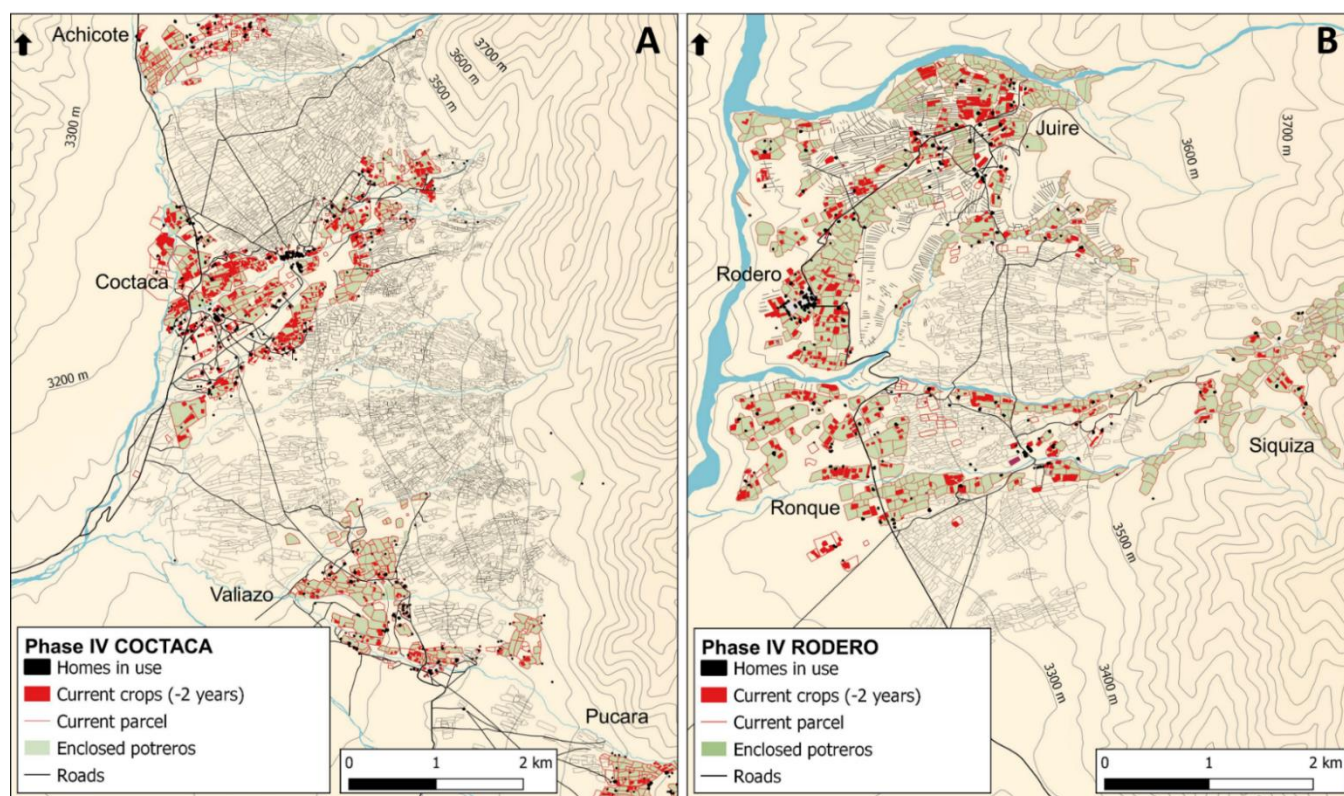 Achicote
A
3700 m
3600 m
3500 m
3300 m
Coctaca
3200 m
Valiazo
Pucara
Phase IV COCTACA
Homes in use
Current crops (-2 years)
Current parcel
Enclosed potreros
Roads
0 1 2 km
B
Juire
3700 m
3600 m
Rodero
Siquiza
Ronque
3500 m
3400 m
3300 m
Phase IV RODERO
Homes in use
Current crops (-2 years)
Current parcel
Enclosed potreros
Roads
0 1 2 km